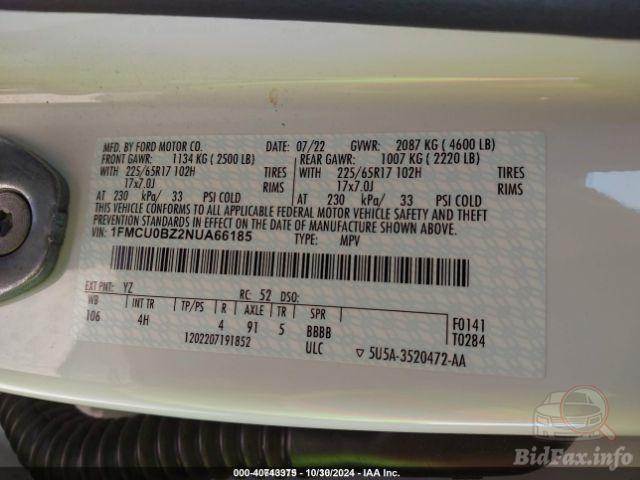 MFD. BY FORD MOTOR CO. DATE: 07/22 GVWR: 2087 KG ( 4600 LB)
FRONT GAWR: 1134 KG ( 2500 LB) REAR GAWR: 1007 KG ( 2220 LB)
WITH 225/65R17 102H TIRES WITH 225/65R17 102H TIRES
17x7.0J RIMS 17x7.0J RIMS
AT 230 kPa/ 33 PSI COLD AT 230 kPa/ 33 PSI COLD
THIS VEHICLE CONFORMS TO ALL APPLICABLE FEDERAL MOTOR VEHICLE SAFETY AND THEFT
PREVENTION STANDARDS IN EFFECT ON THE DATE OF MANUFACTURE SHOWN ABOVE.
VIN: 1FMCU0BZ2NUA66185 TYPE: MPV
EXT PNT: YZ RC: 52 DSO:
WB INT TR TP/PS R AXLE TR SPR F0141
106 4H 4 91 5 BBBB T0284
1202207191852 ULC ▽ 5U5A-3520472-AA
BidFax.info
000-40743375 - 10/30/2024 - IAA Inc.